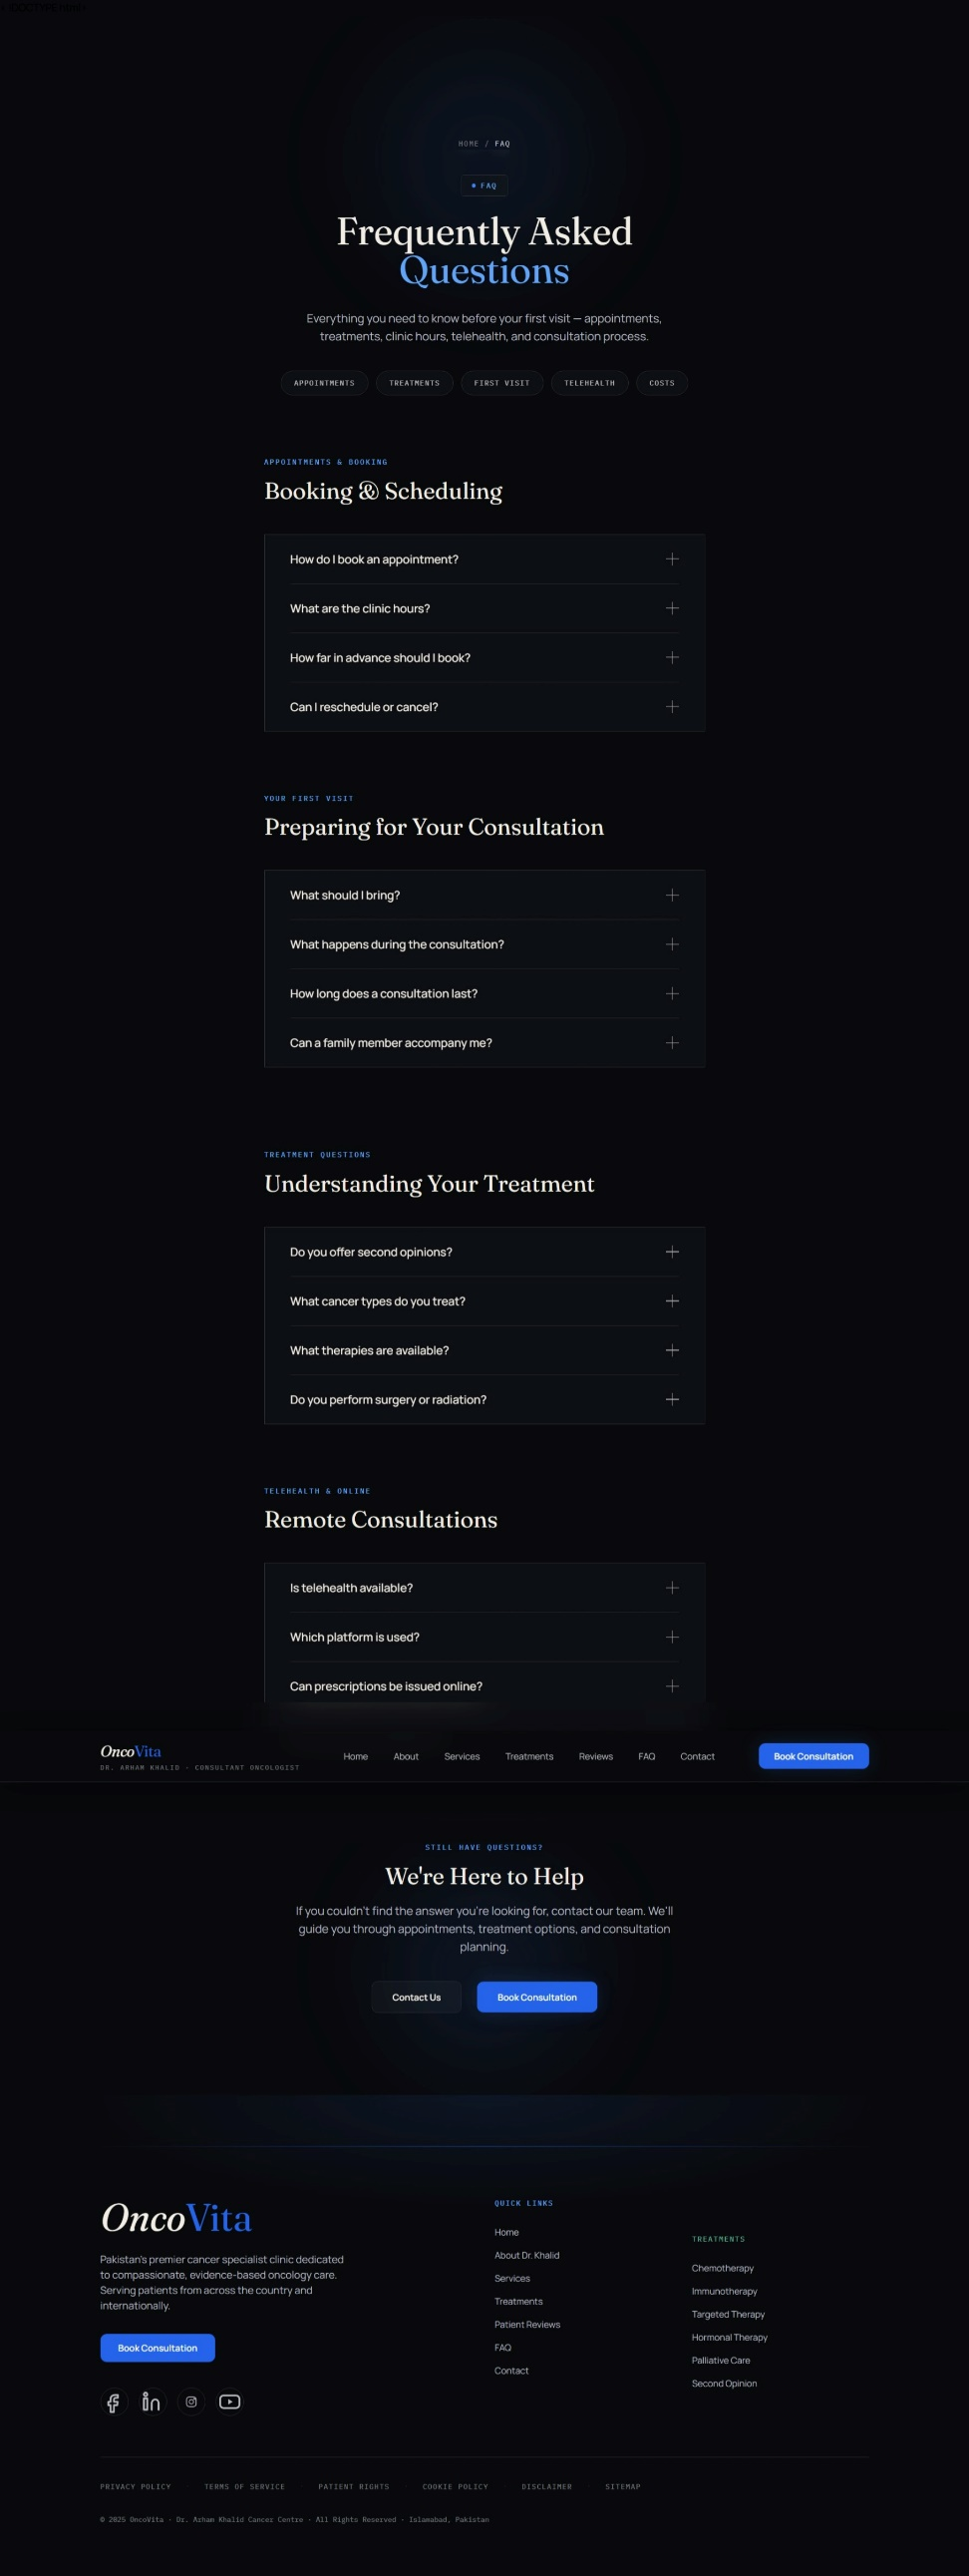 HOME / FAQ
FAQ
Frequently Asked
Questions
Everything you need to know before your first visit — appointments,
treatments, clinic hours, telehealth, and consultation process.
APPOINTMENTS TREATMENTS FIRST VISIT TELEHEALTH COSTS
APPOINTMENTS & BOOKING
Booking & Scheduling
How do I book an appointment?
What are the clinic hours?
How far in advance should I book?
Can I reschedule or cancel?
YOUR FIRST VISIT
Preparing for Your Consultation
What should I bring?
What happens during the consultation?
How long does a consultation last?
Can a family member accompany me?
TREATMENT QUESTIONS
Understanding Your Treatment
Do you offer second opinions?
What cancer types do you treat?
What therapies are available?
Do you perform surgery or radiation?
TELEHEALTH & ONLINE
Remote Consultations
Is telehealth available?
Which platform is used?
Can prescriptions be issued online?
OncoVita
DR. ARHAM KHALID · CONSULTANT ONCOLOGIST
Home About Services Treatments Reviews FAQ Contact Book Consultation
STILL HAVE QUESTIONS?
We're Here to Help
If you couldn't find the answer you're looking for, contact our team. We'll
guide you through appointments, treatment options, and consultation
planning.
Contact Us Book Consultation
OncoVita
Pakistan's premier cancer specialist clinic dedicated
to compassionate, evidence-based oncology care.
Serving patients from across the country and
internationally.
Book Consultation
QUICK LINKS
Home
About Dr. Khalid
Services
Treatments
Patient Reviews
FAQ
Contact
TREATMENTS
Chemotherapy
Immunotherapy
Targeted Therapy
Hormonal Therapy
Palliative Care
Second Opinion
PRIVACY POLICY TERMS OF SERVICE PATIENT RIGHTS COOKIE POLICY DISCLAIMER SITEMAP
© 2025 OncoVita · Dr. Arham Khalid Cancer Centre · All Rights Reserved · Islamabad, Pakistan